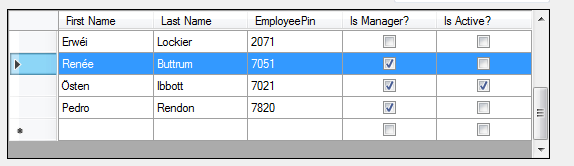 First Name Last Name EmployeePin Is Manager? Is Active?
Erwéi Lockier 2071
Renée Buttrum 7051
Östen Ibbott 7021
Pedro Rendon 7820